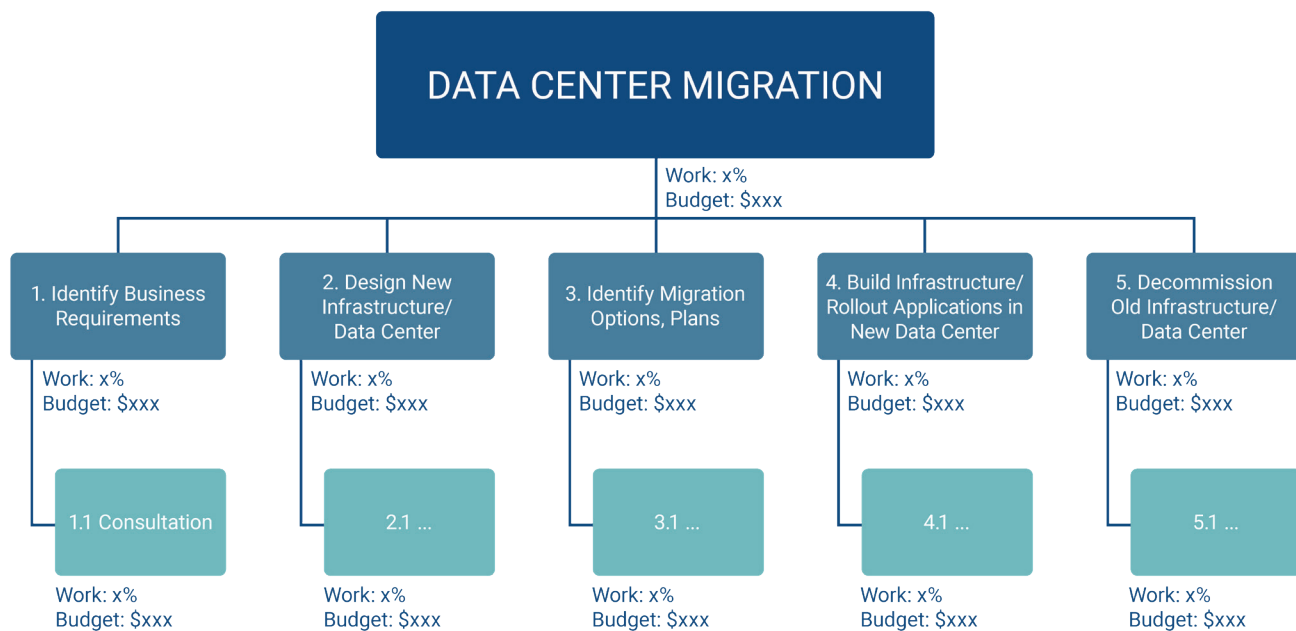 DATA CENTER MIGRATION
Work: x%
Budget: $xxx
1. Identify Business
Requirements
Work: x%
Budget: $xxx
1.1 Consultation
Work: x%
Budget: $xxx
2. Design New
Infrastructure/
Data Center
Work: x%
Budget: $xxx
2.1 ...
Work: x%
Budget: $xxx
3. Identify Migration
Options, Plans
Work: x%
Budget: $xxx
3.1 ...
Work: x%
Budget: $xxx
4. Build Infrastructure/
Rollout Applications in
New Data Center
Work: x%
Budget: $xxx
4.1 ...
Work: x%
Budget: $xxx
5. Decommission
Old Infrastructure/
Data Center
Work: x%
Budget: $xxx
5.1 ...
Work: x%
Budget: $xxx